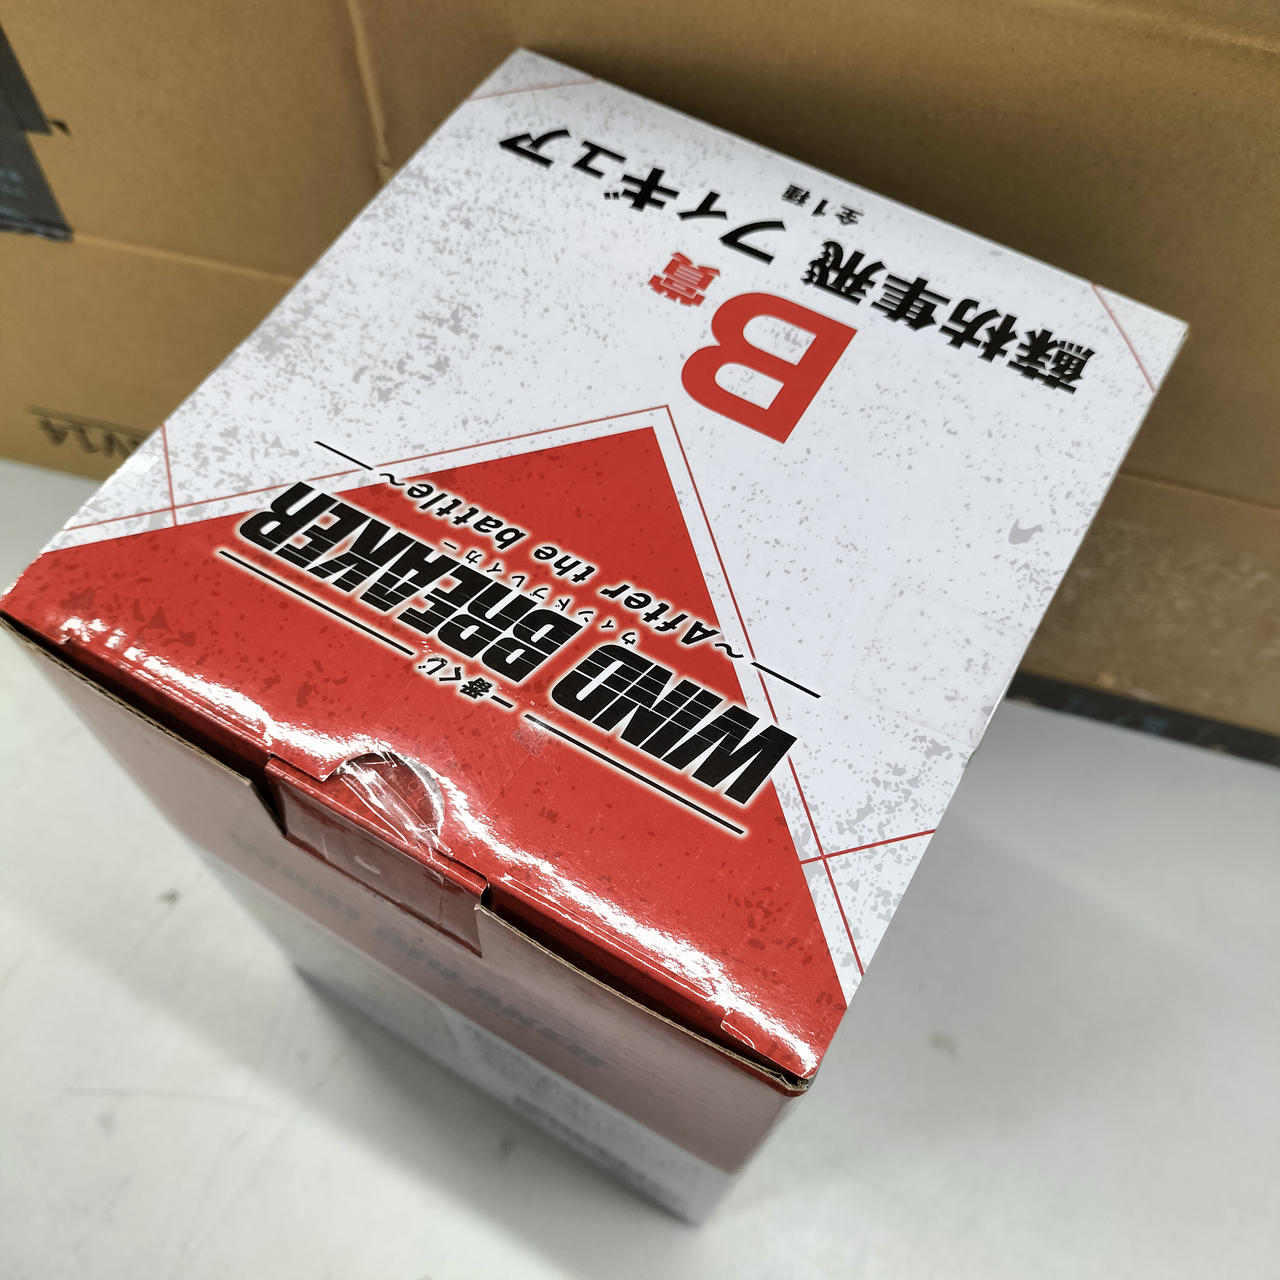 一番くじ
WIND BREAKER
ウィンドブレイカー
～After the battle～
B賞
蘇枋隼飛 フィギュア
全1種